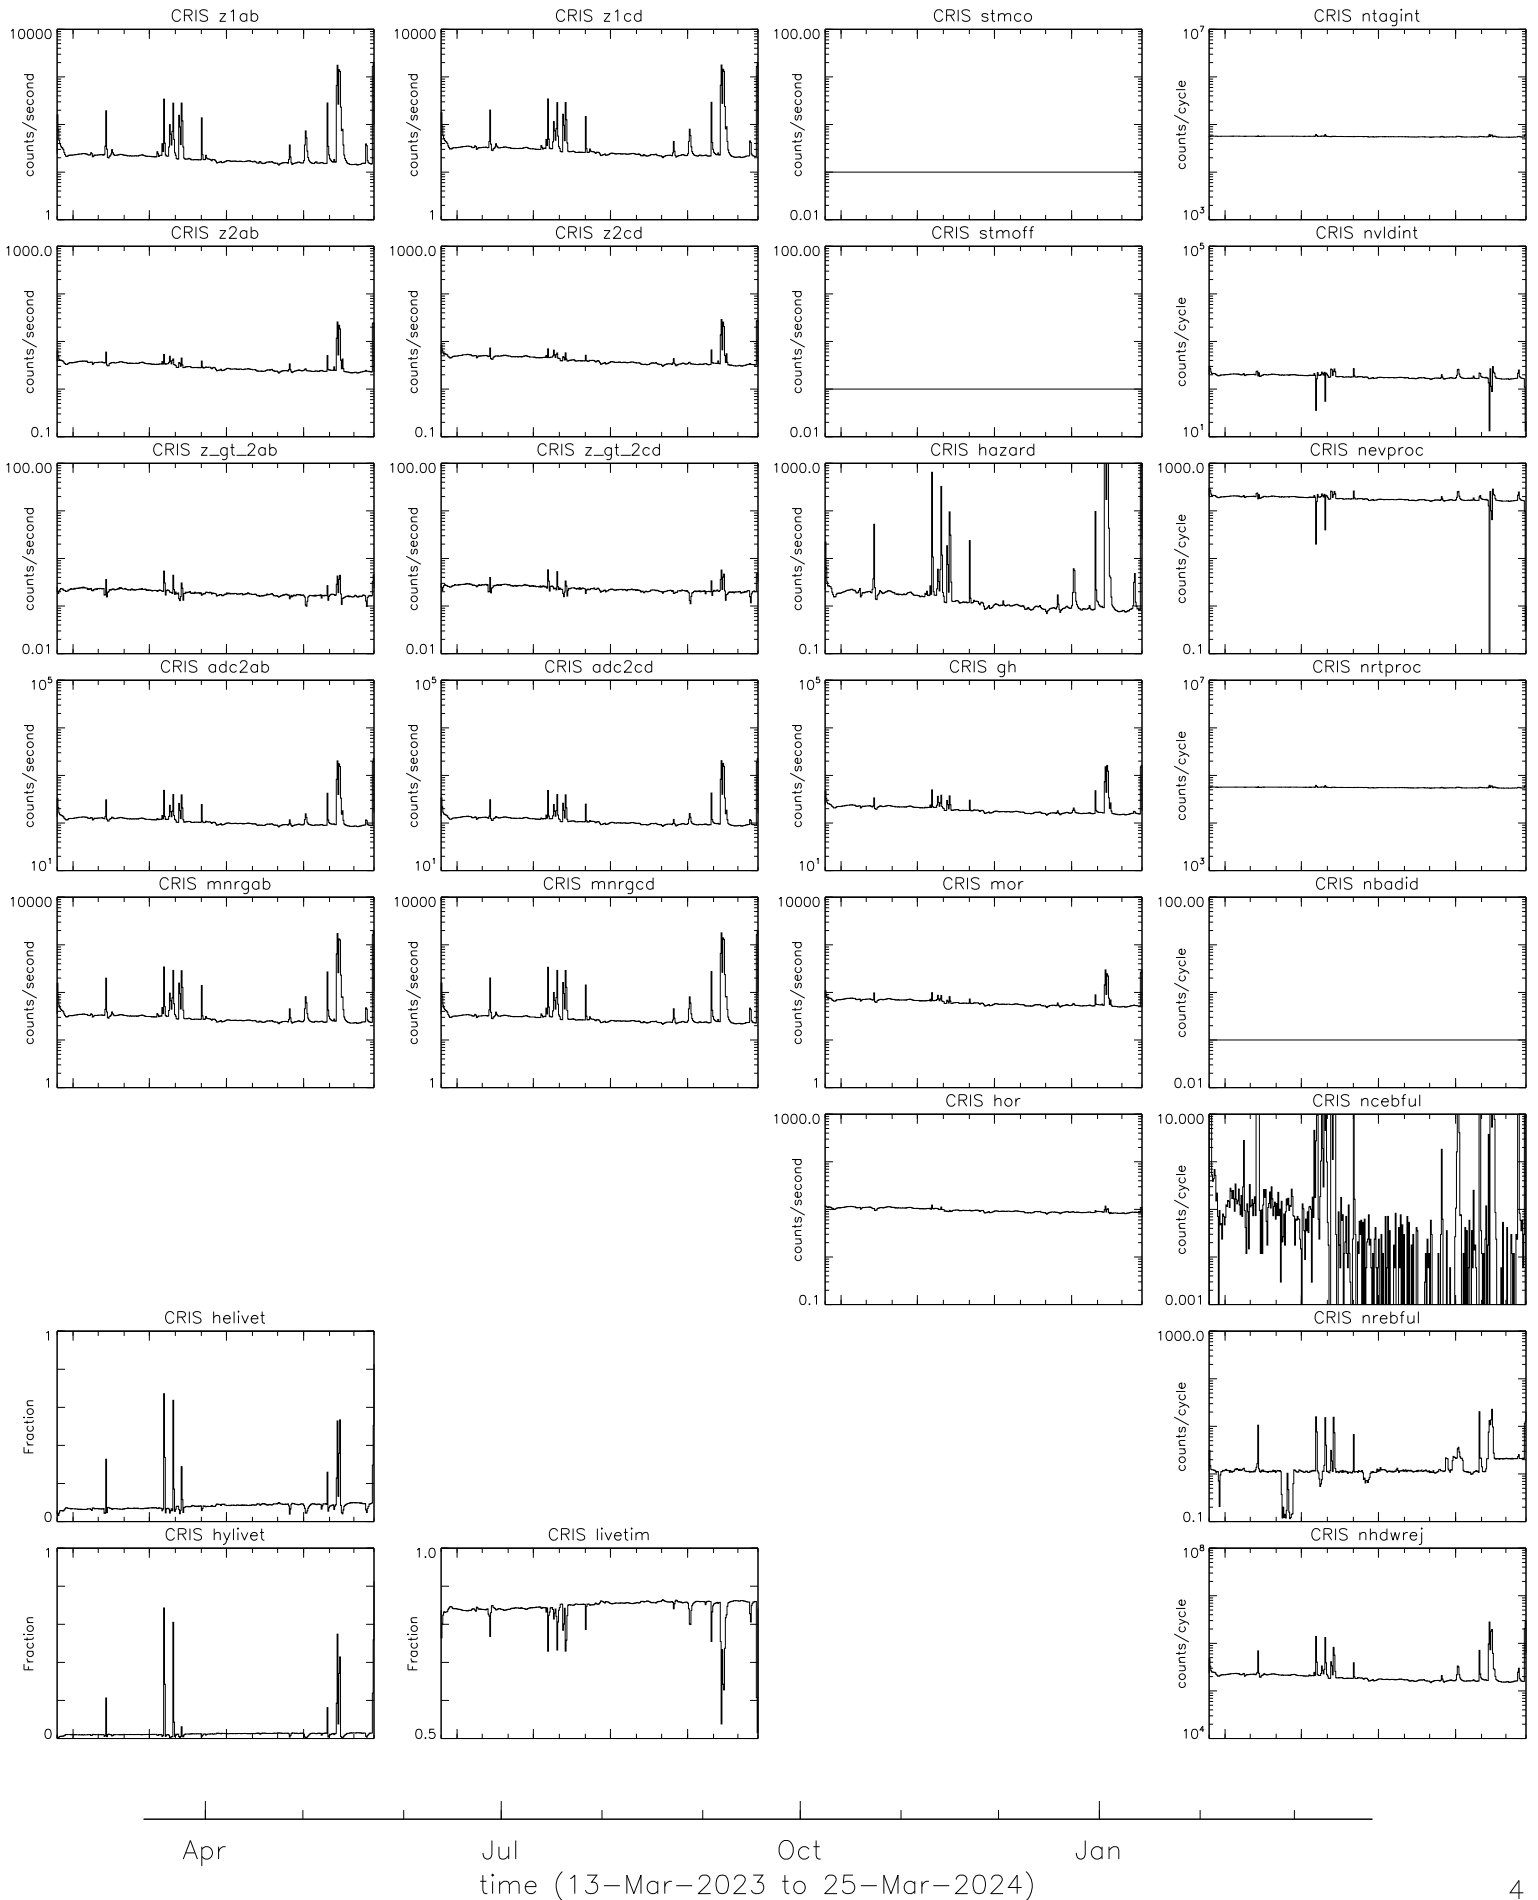 CRIS z1ab
CRIS z1cd
CRIS stmco
CRIS ntagint
10000
counts/second
1
10000
counts/second
1
100.00
counts/second
0.01
10^7
counts/cycle
10^3
CRIS z2ab
CRIS z2cd
CRIS stmoff
CRIS nvldint
1000.0
counts/second
0.1
1000.0
counts/second
0.1
100.00
counts/second
0.01
10^5
counts/cycle
10^1
CRIS z_gt_2ab
CRIS z_gt_2cd
CRIS hazard
CRIS nevproc
100.00
counts/second
0.01
100.00
counts/second
0.01
1000.0
counts/second
0.1
1000.0
counts/cycle
0.1
CRIS adc2ab
CRIS adc2cd
CRIS gh
CRIS nrtproc
10^5
counts/second
10^1
10^5
counts/second
10^1
10^5
counts/second
10^1
10^7
counts/cycle
10^3
CRIS mnrgab
CRIS mnrgcd
CRIS mor
CRIS nbadid
10000
counts/second
1
10000
counts/second
1
10000
counts/second
1
100.00
counts/cycle
0.01
CRIS hor
CRIS ncebful
1000.0
counts/second
0.1
10.000
counts/cycle
0.001
CRIS helivet
CRIS nrebful
1
Fraction
0
1000.0
counts/cycle
0.1
CRIS hylivet
CRIS livetim
CRIS nhdwrej
1
Fraction
0
1.0
Fraction
0.5
10^8
counts/cycle
10^4
Apr
Jul
Oct
Jan
time (13-Mar-2023 to 25-Mar-2024)
4